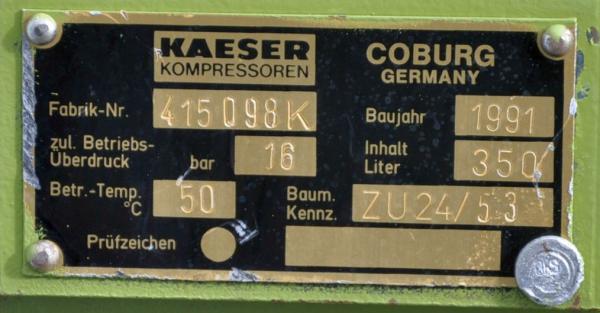 KAESER COBURG
KOMPRESSOREN GERMANY
Fabrik-Nr. 415098K Baujahr 1991
zul. Betriebs-
Überdruck bar 16 Inhalt
Liter 350
Betr.-Temp.
°C 50 Baum.
Kennz. ZU24/53
Prüfzeichen